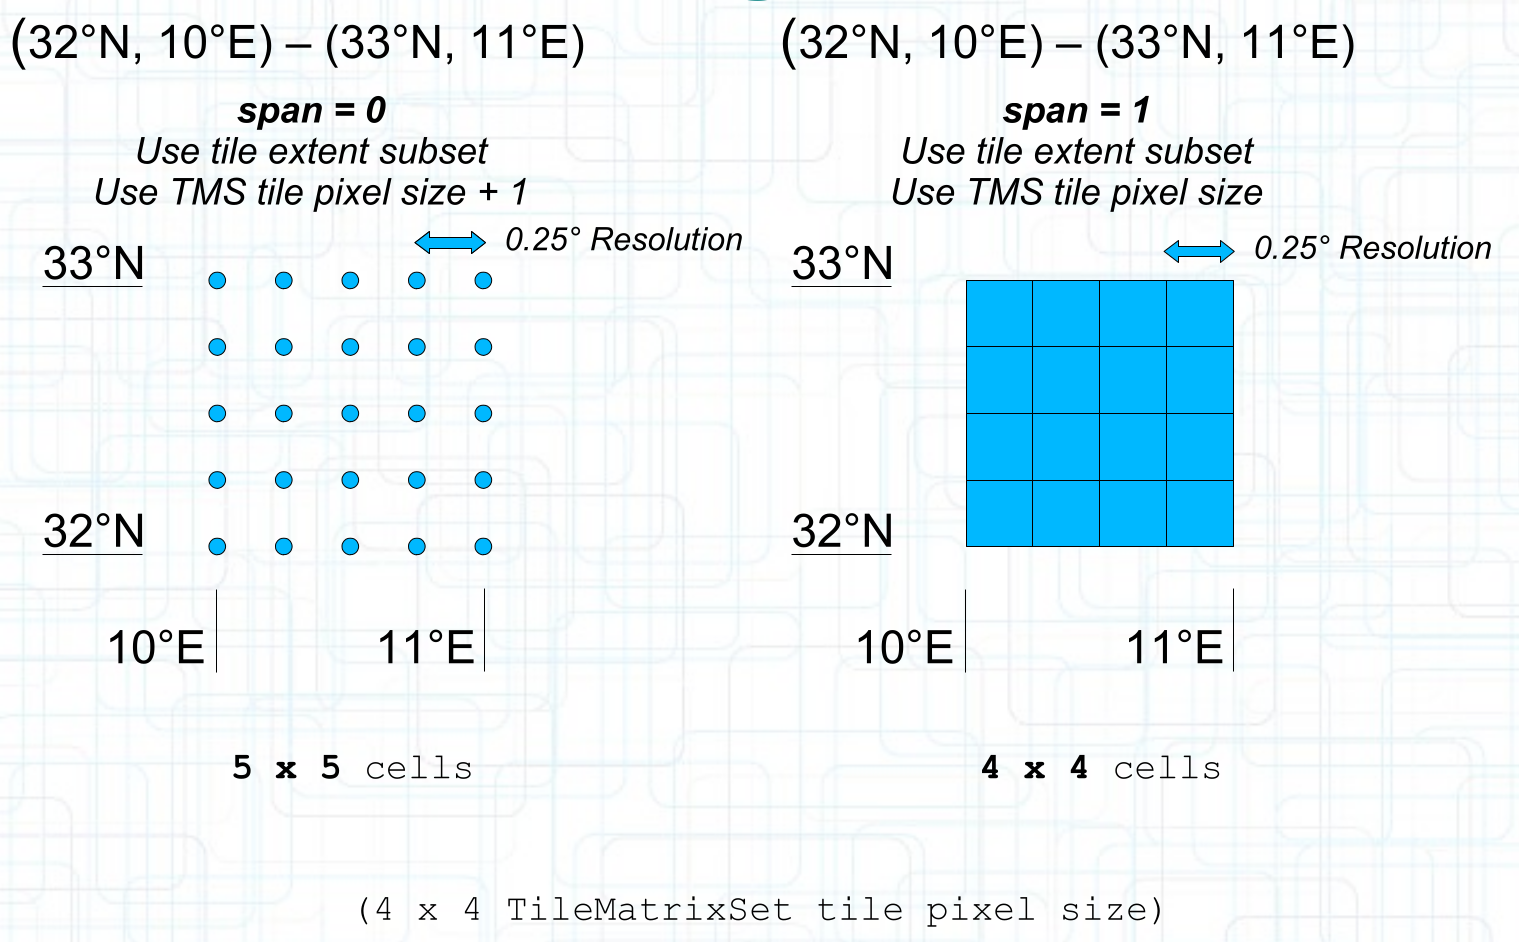 (32°N, 10°E) – (33°N, 11°E)
span = 0
Use tile extent subset
Use TMS tile pixel size + 1
0.25° Resolution
33°N
32°N
10°E
11°E
5 x 5 cells
(32°N, 10°E) – (33°N, 11°E)
span = 1
Use tile extent subset
Use TMS tile pixel size
0.25° Resolution
33°N
32°N
10°E
11°E
4 x 4 cells
(4 x 4 TileMatrixSet tile pixel size)